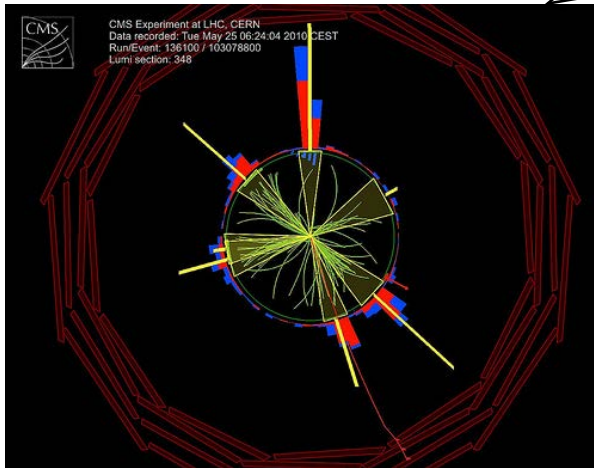 CMS
CMS Experiment at LHC, CERN
Data recorded: Tue May 25 06:24:04 2010 CEST
Run/Event: 136100 / 103078800
Lumi section: 348